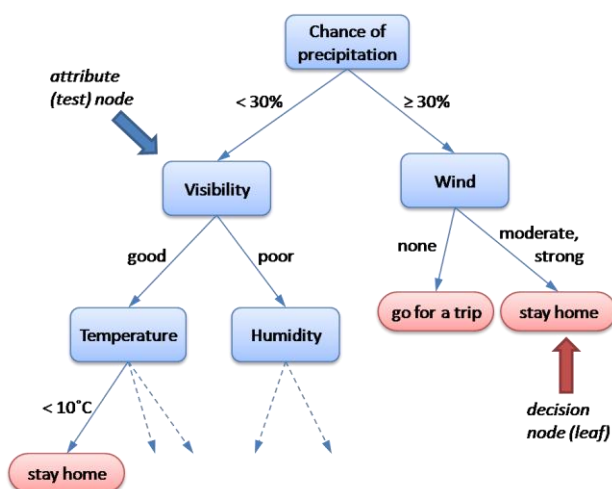 Chance of
precipitation
attribute
(test) node
< 30%
≥ 30%
Visibility
Wind
good
poor
none
moderate,
strong
Temperature
Humidity
go for a trip
stay home
< 10˚C
decision
node (leaf)
stay home